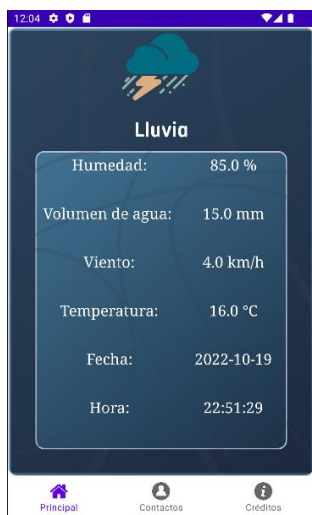 12:04
Lluvia
Humedad: 85.0 %
Volumen de agua: 15.0 mm
Viento: 4.0 km/h
Temperatura: 16.0 °C
Fecha: 2022-10-19
Hora: 22:51:29
Principal Contactos Créditos